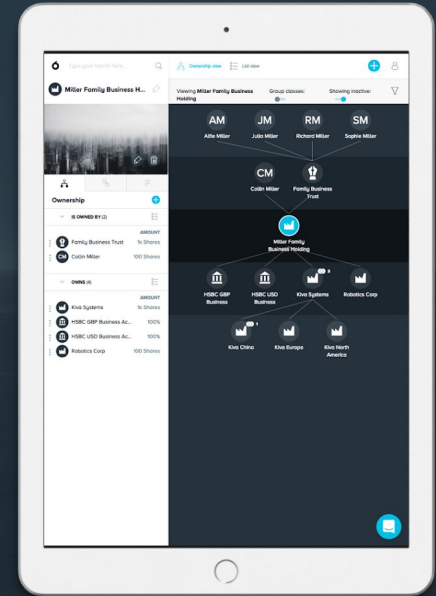 Type your search here...
Ownership view
List view
Miller Family Business H...
Viewing Miller Family Business
Holding
Group classes:
Showing inactive:
Ownership
IS OWNED BY (2)
AMOUNT
Family Business Trust
1k Shares
CM
Collin Miller
100 Shares
OWNS (4)
AMOUNT
Kiva Systems
1k Shares
HSBC GBP Business Ac...
100%
HSBC USD Business Ac...
100%
Robotics Corp
100 Shares
AM
JM
RM
SM
Alfie Miller
Julia Miller
Richard Miller
Sophie Miller
CM
Collin Miller
Family Business
Trust
Miller Family
Business Holding
HSBC GBP
Business
HSBC USD
Business
Kiva Systems
Robotics Corp
Kiva China
Kiva Europe
Kiva North
America